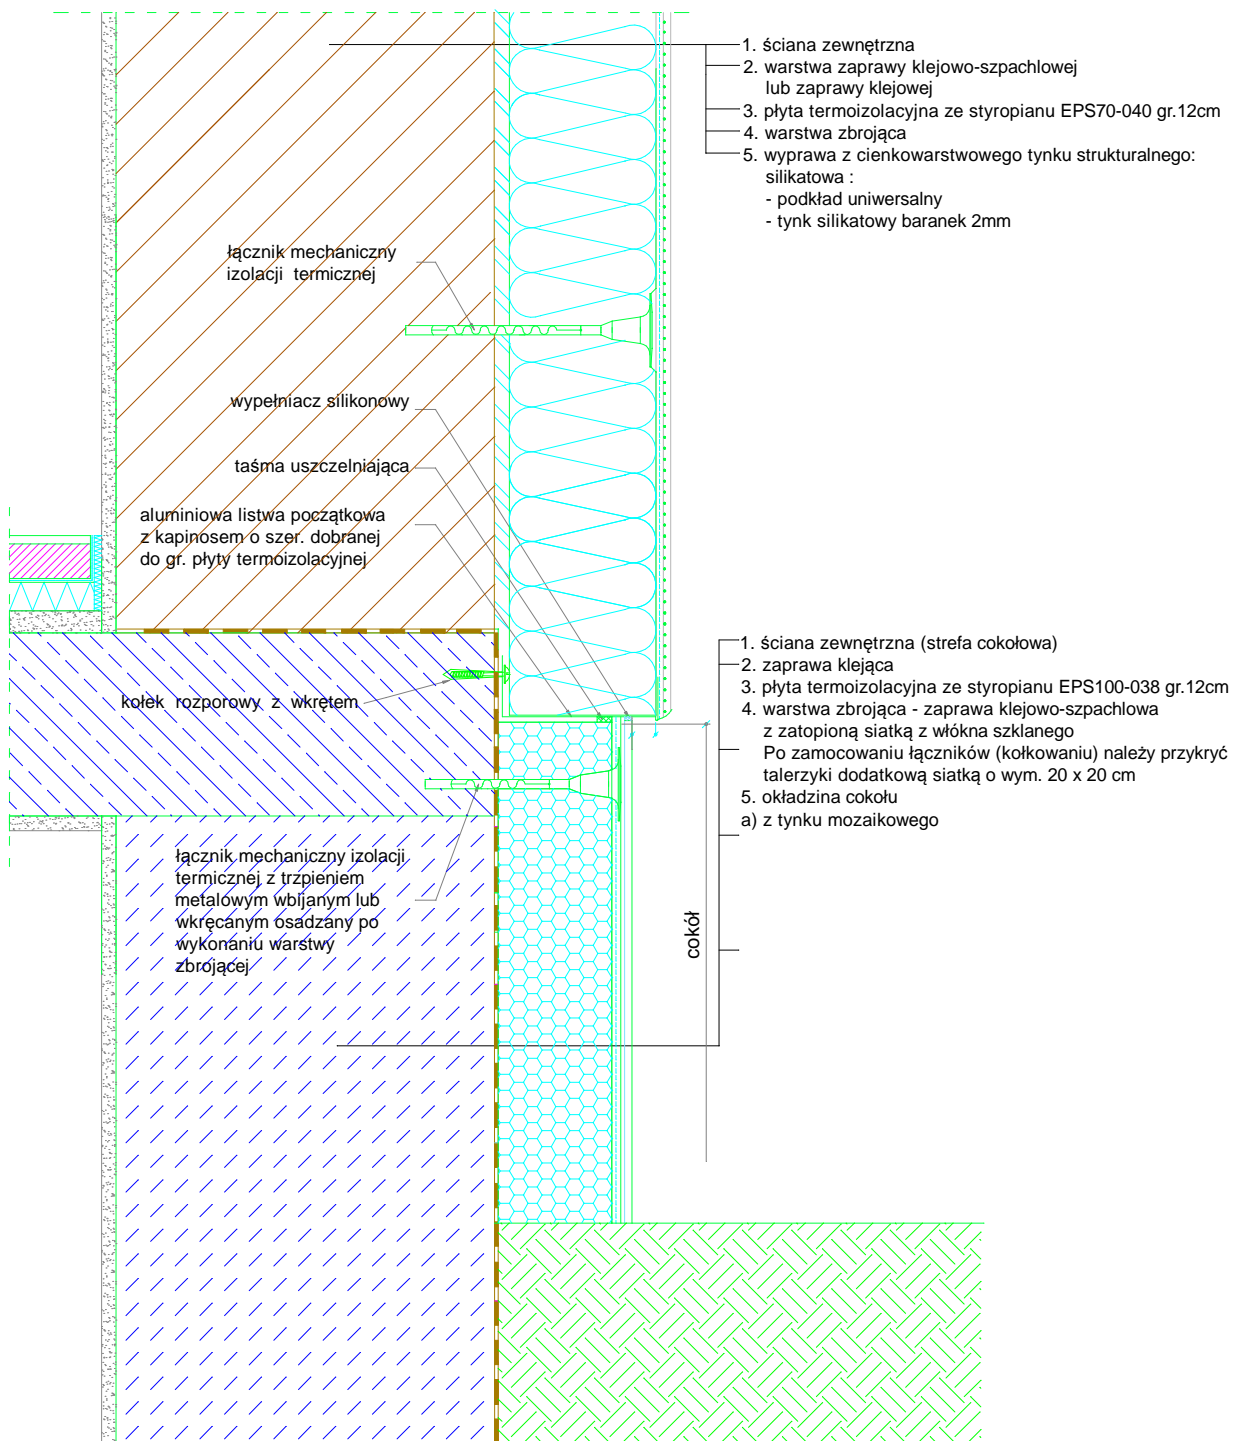 1. ściana zewnętrzna
2. warstwa zaprawy klejowo-szpachlowej
lub zaprawy klejowej
3. płyta termoizolacyjna ze styropianu EPS70-040 gr.12cm
4. warstwa zbrojąca
5. wyprawa z cienkowarstwowego tynku strukturalnego:
silikatowa :
- podkład uniwersalny
- tynk silikatowy baranek 2mm
łącznik mechaniczny
izolacji termicznej
wypełniacz silikonowy
taśma uszczelniająca
aluminiowa listwa początkowa
z kapinosem o szer. dobranej
do gr. płyty termoizolacyjnej
kołek rozporowy z wkrętem
1. ściana zewnętrzna (strefa cokołowa)
2. zaprawa klejąca
3. płyta termoizolacyjna ze styropianu EPS100-038 gr.12cm
4. warstwa zbrojąca - zaprawa klejowo-szpachlowa
z zatopioną siatką z włókna szklanego
Po zamocowaniu łączników (kołkowaniu) należy przykryć
talerzyki dodatkową siatką o wym. 20 x 20 cm
5. okładzina cokołu
a) z tynku mozaikowego
łącznik mechaniczny izolacji
termicznej z trzpieniem
metalowym wbijanym lub
wkręcanym osadzany po
wykonaniu warstwy
zbrojącej
cokół